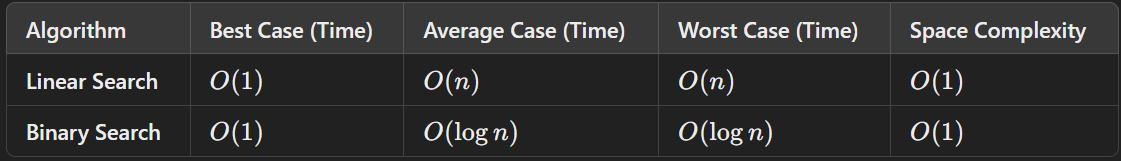 Algorithm Best Case (Time) Average Case (Time) Worst Case (Time) Space Complexity
Linear Search O(1) O(n) O(n) O(1)
Binary Search O(1) O(log n) O(log n) O(1)